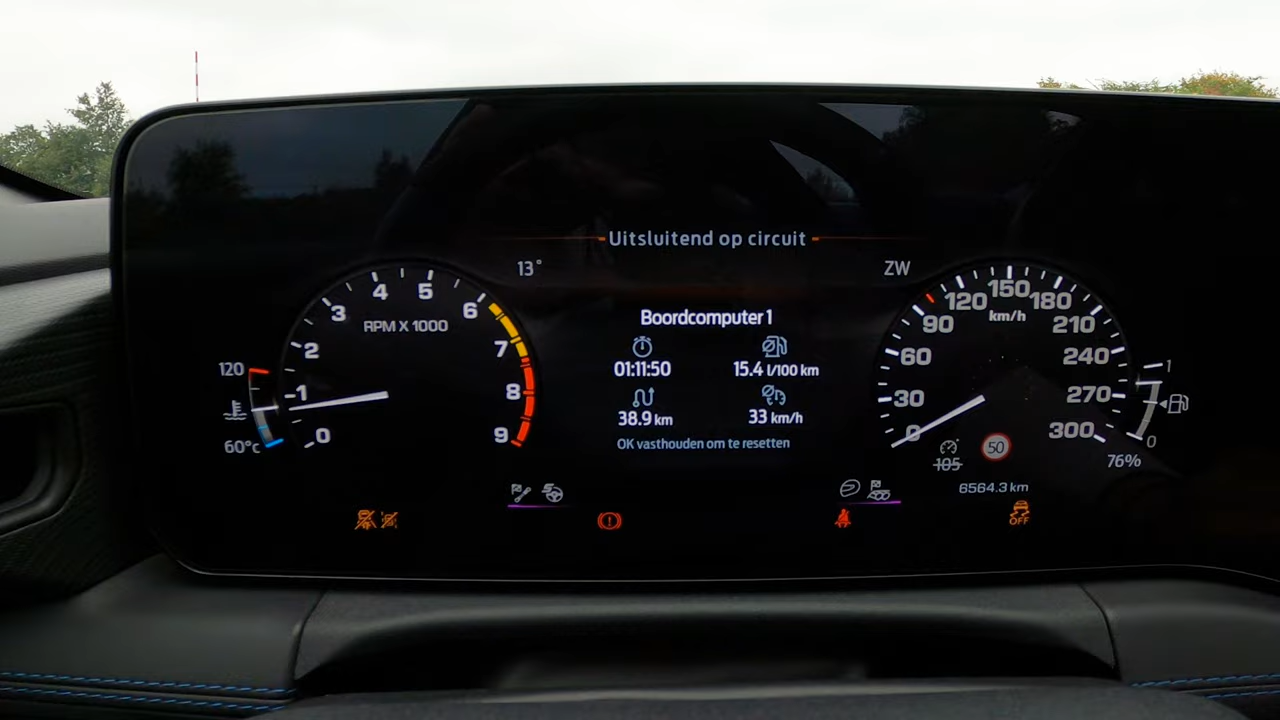 Uitsluitend op circuit
13°
ZW
0
1
2
3
4
5
6
7
8
9
RPM X 1000
120
60°C
Boordcomputer 1
01:11:50
15.4 l/100 km
38.9 km
33 km/h
OK vasthouden om te resetten
0
30
60
90
120
150
180
210
240
270
300
km/h
105
50
6564.3 km
1
0
76%
5
OFF